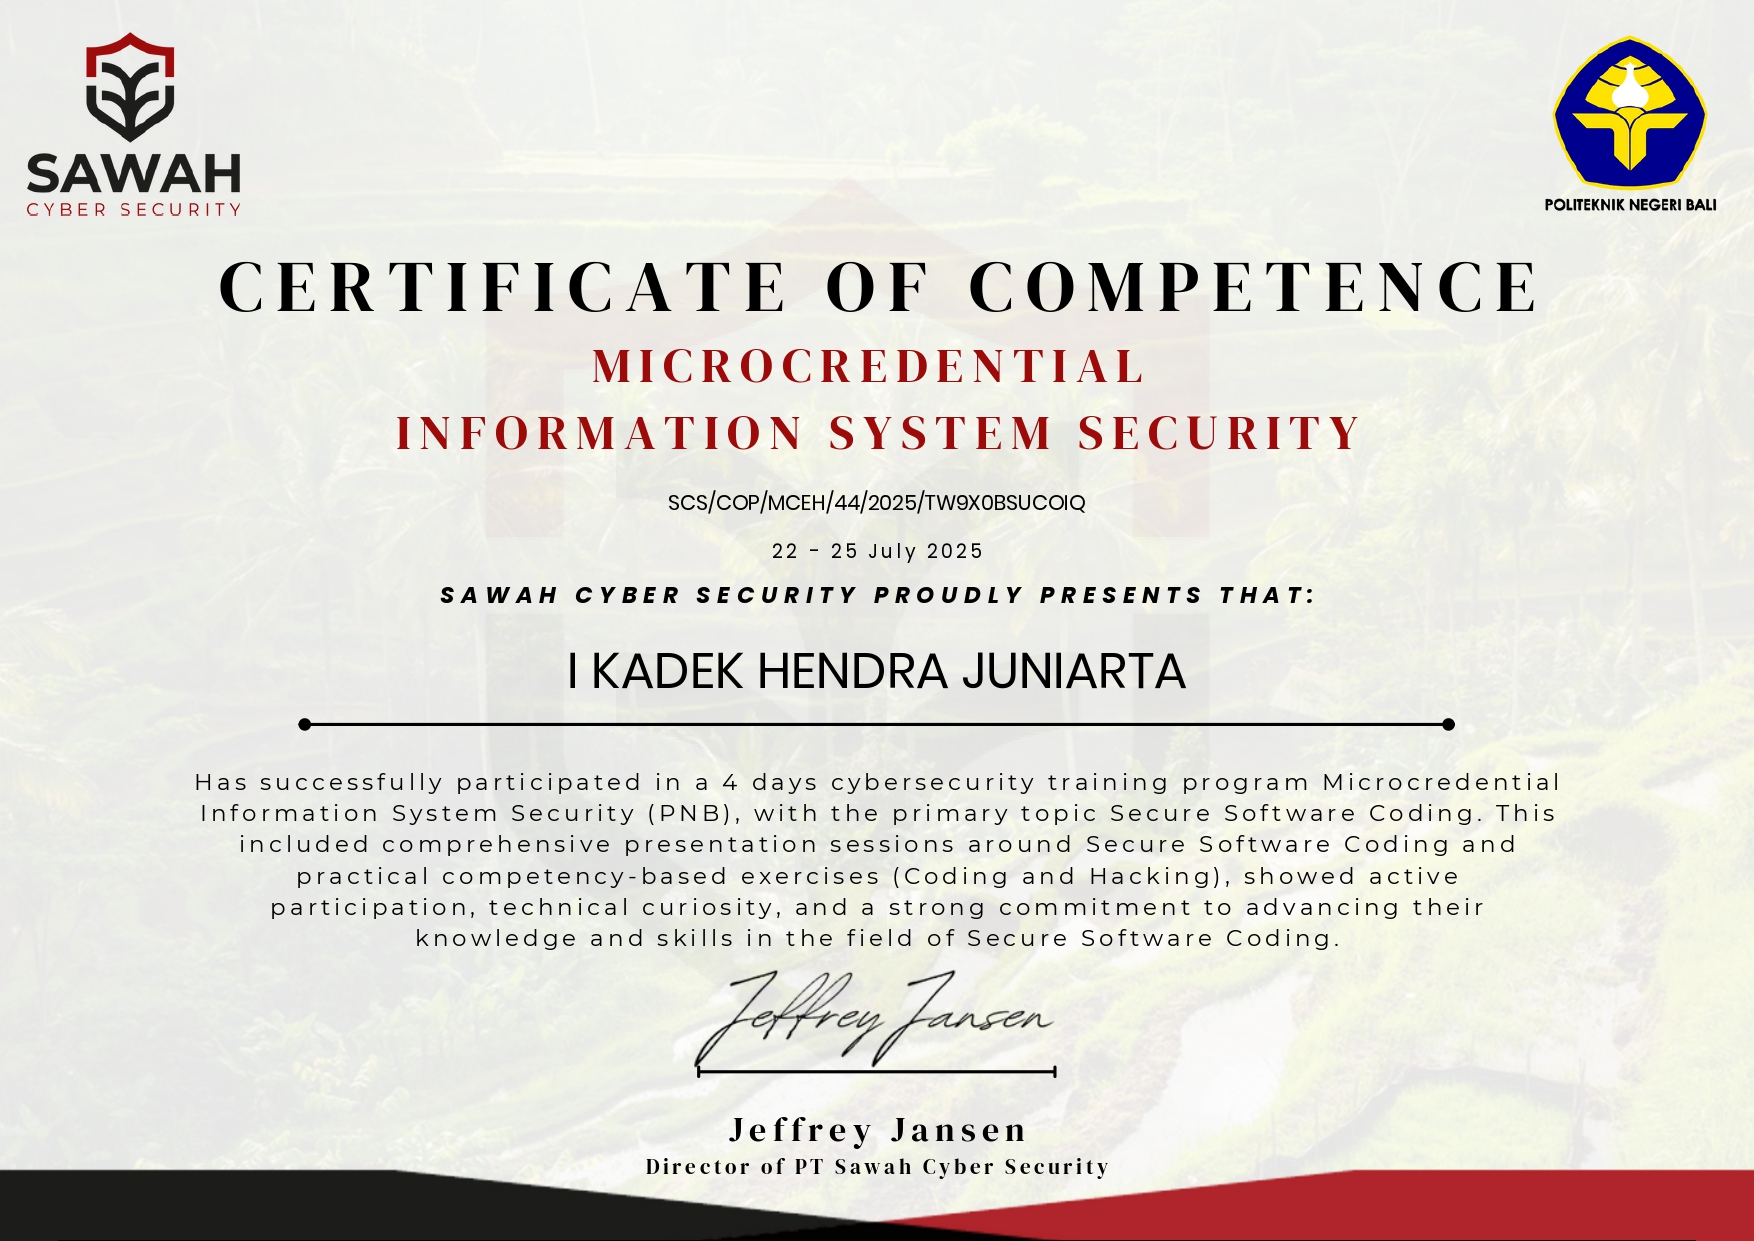 SAWAH
CYBER SECURITY
POLITEKNIK NEGERI BALI
CERTIFICATE OF COMPETENCE
MICROCREDENTIAL
INFORMATION SYSTEM SECURITY
SCS/COP/MCEH/44/2025/TW9X0BSUCOIQ
22 - 25 July 2025
SAWAH CYBER SECURITY PROUDLY PRESENTS THAT:
I KADEK HENDRA JUNIARTA
Has successfully participated in a 4 days cybersecurity training program Microcredential
Information System Security (PNB), with the primary topic Secure Software Coding. This
included comprehensive presentation sessions around Secure Software Coding and
practical competency-based exercises (Coding and Hacking), showed active
participation, technical curiosity, and a strong commitment to advancing their
knowledge and skills in the field of Secure Software Coding.
Jeffrey Jansen
Jeffrey Jansen
Director of PT Sawah Cyber Security